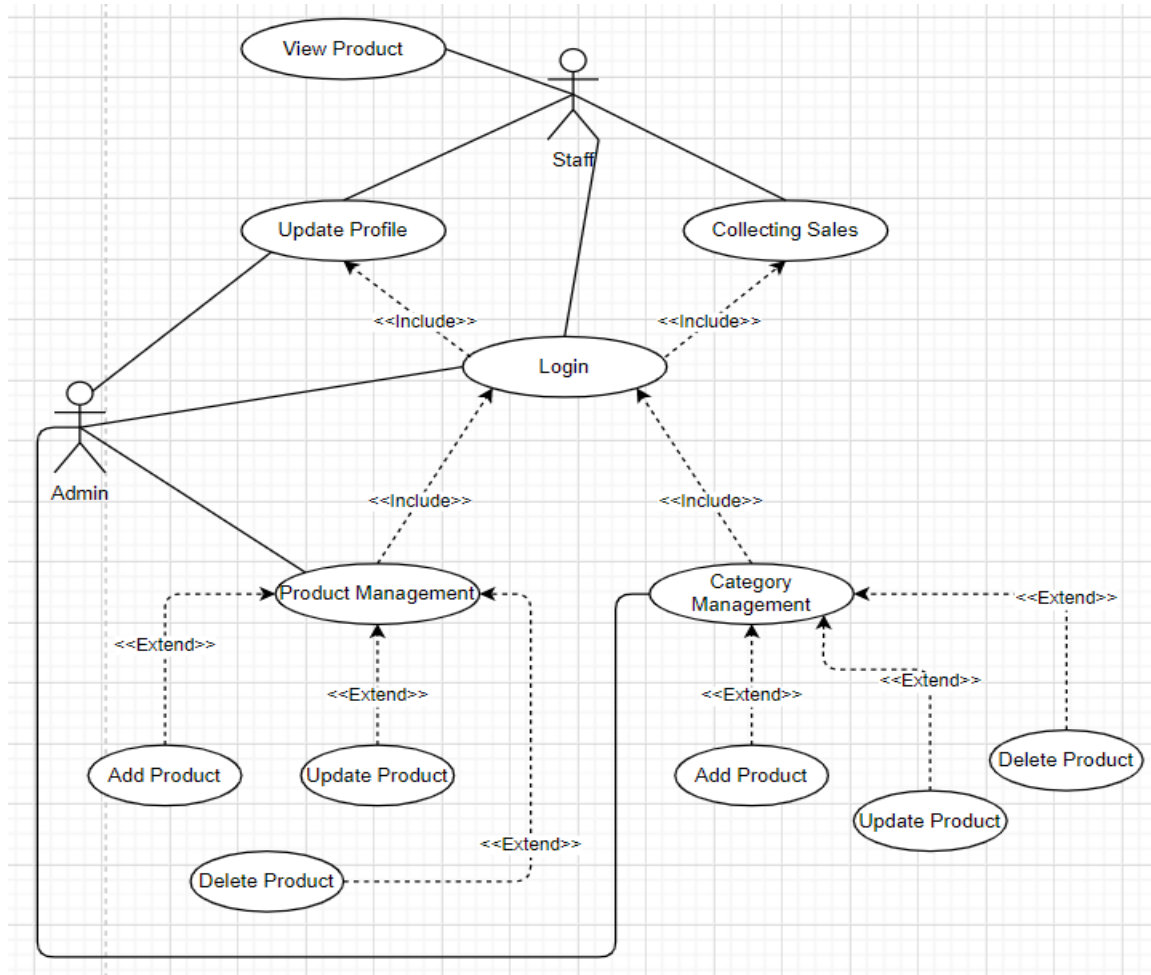 View Product
Staff
Update Profile
Collecting Sales
<<Include>>
<<Include>>
Login
Admin
<<Include>>
<<Include>>
Product Management
Category
Management
<<Extend>>
<<Extend>>
<<Extend>>
<<Extend>>
<<Extend>>
Add Product
Update Product
Add Product
Delete Product
Update Product
<<Extend>>
Delete Product